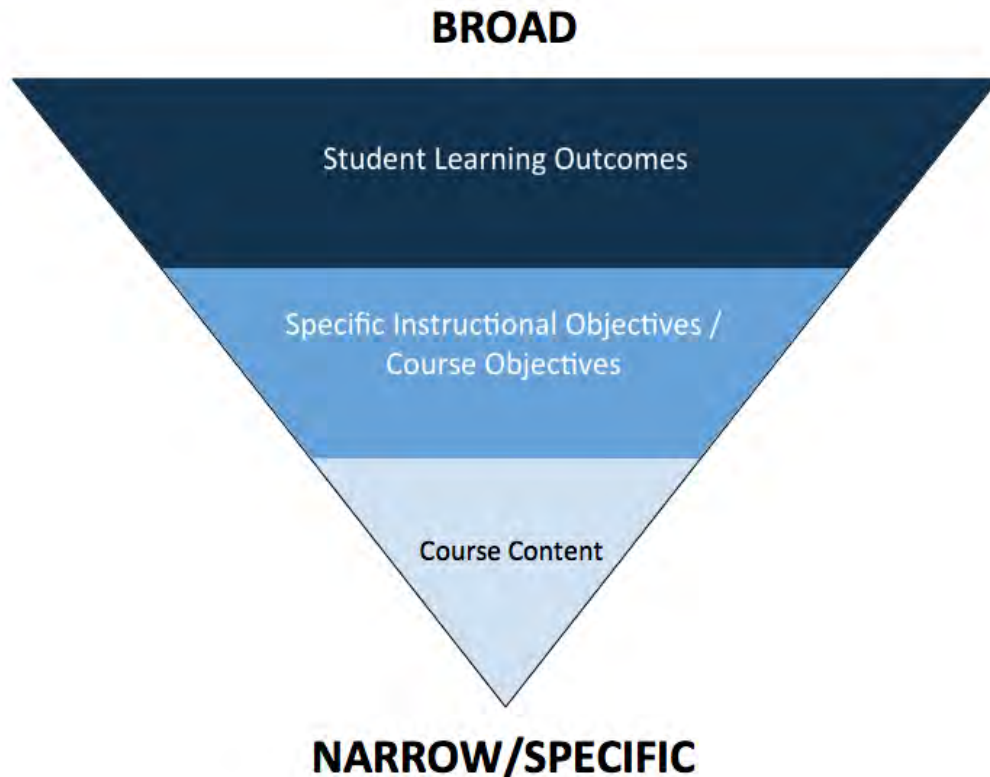 BROAD
Student Learning Outcomes
Specific Instructional Objectives /
Course Objectives
Course Content
NARROW/SPECIFIC